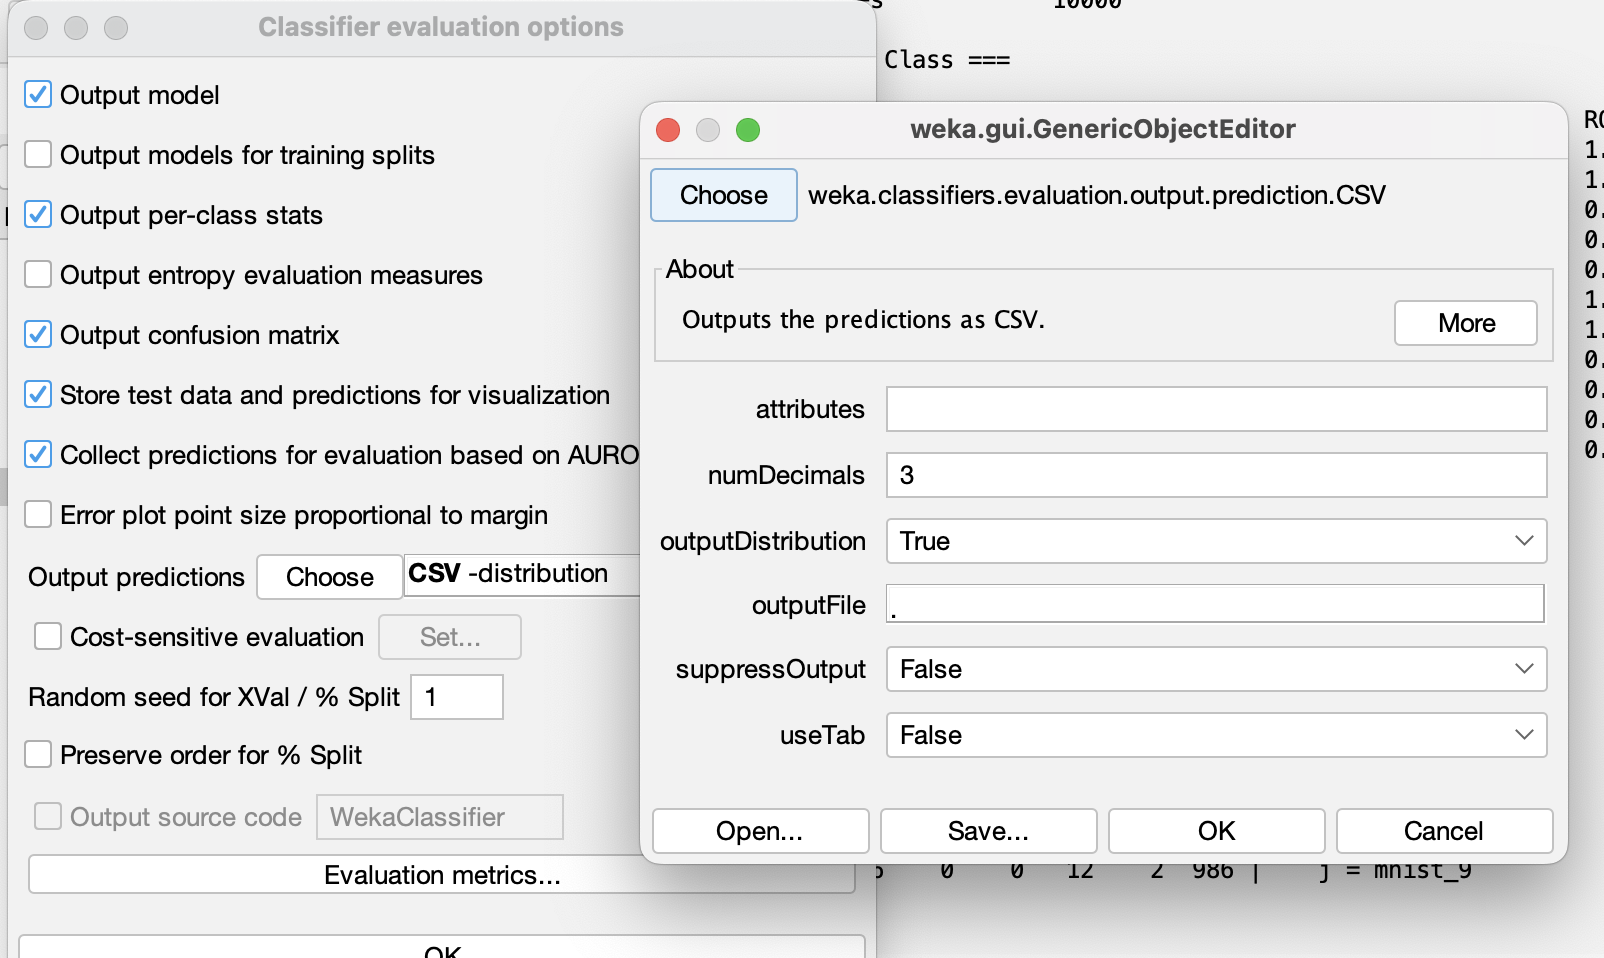 Classifier evaluation options
Output model
Output models for training splits
Output per-class stats
Output entropy evaluation measures
Output confusion matrix
Store test data and predictions for visualization
Collect predictions for evaluation based on AURO
Error plot point size proportional to margin
Output predictions Choose CSV -distribution
Cost-sensitive evaluation Set...
Random seed for XVal / % Split 1
Preserve order for % Split
Output source code WekaClassifier
Evaluation metrics...
OK
10000
Class ===
weka.gui.GenericObjectEditor
Choose weka.classifiers.evaluation.output.prediction.CSV
About
Outputs the predictions as CSV.
More
attributes
numDecimals 3
outputDistribution True
outputFile .
suppressOutput False
useTab False
Open... Save... OK Cancel
0 0 12 2 986 | j = mnist_9
1.
1.
0.
0.
0.
1.
1.
0.
0.
0.
0.